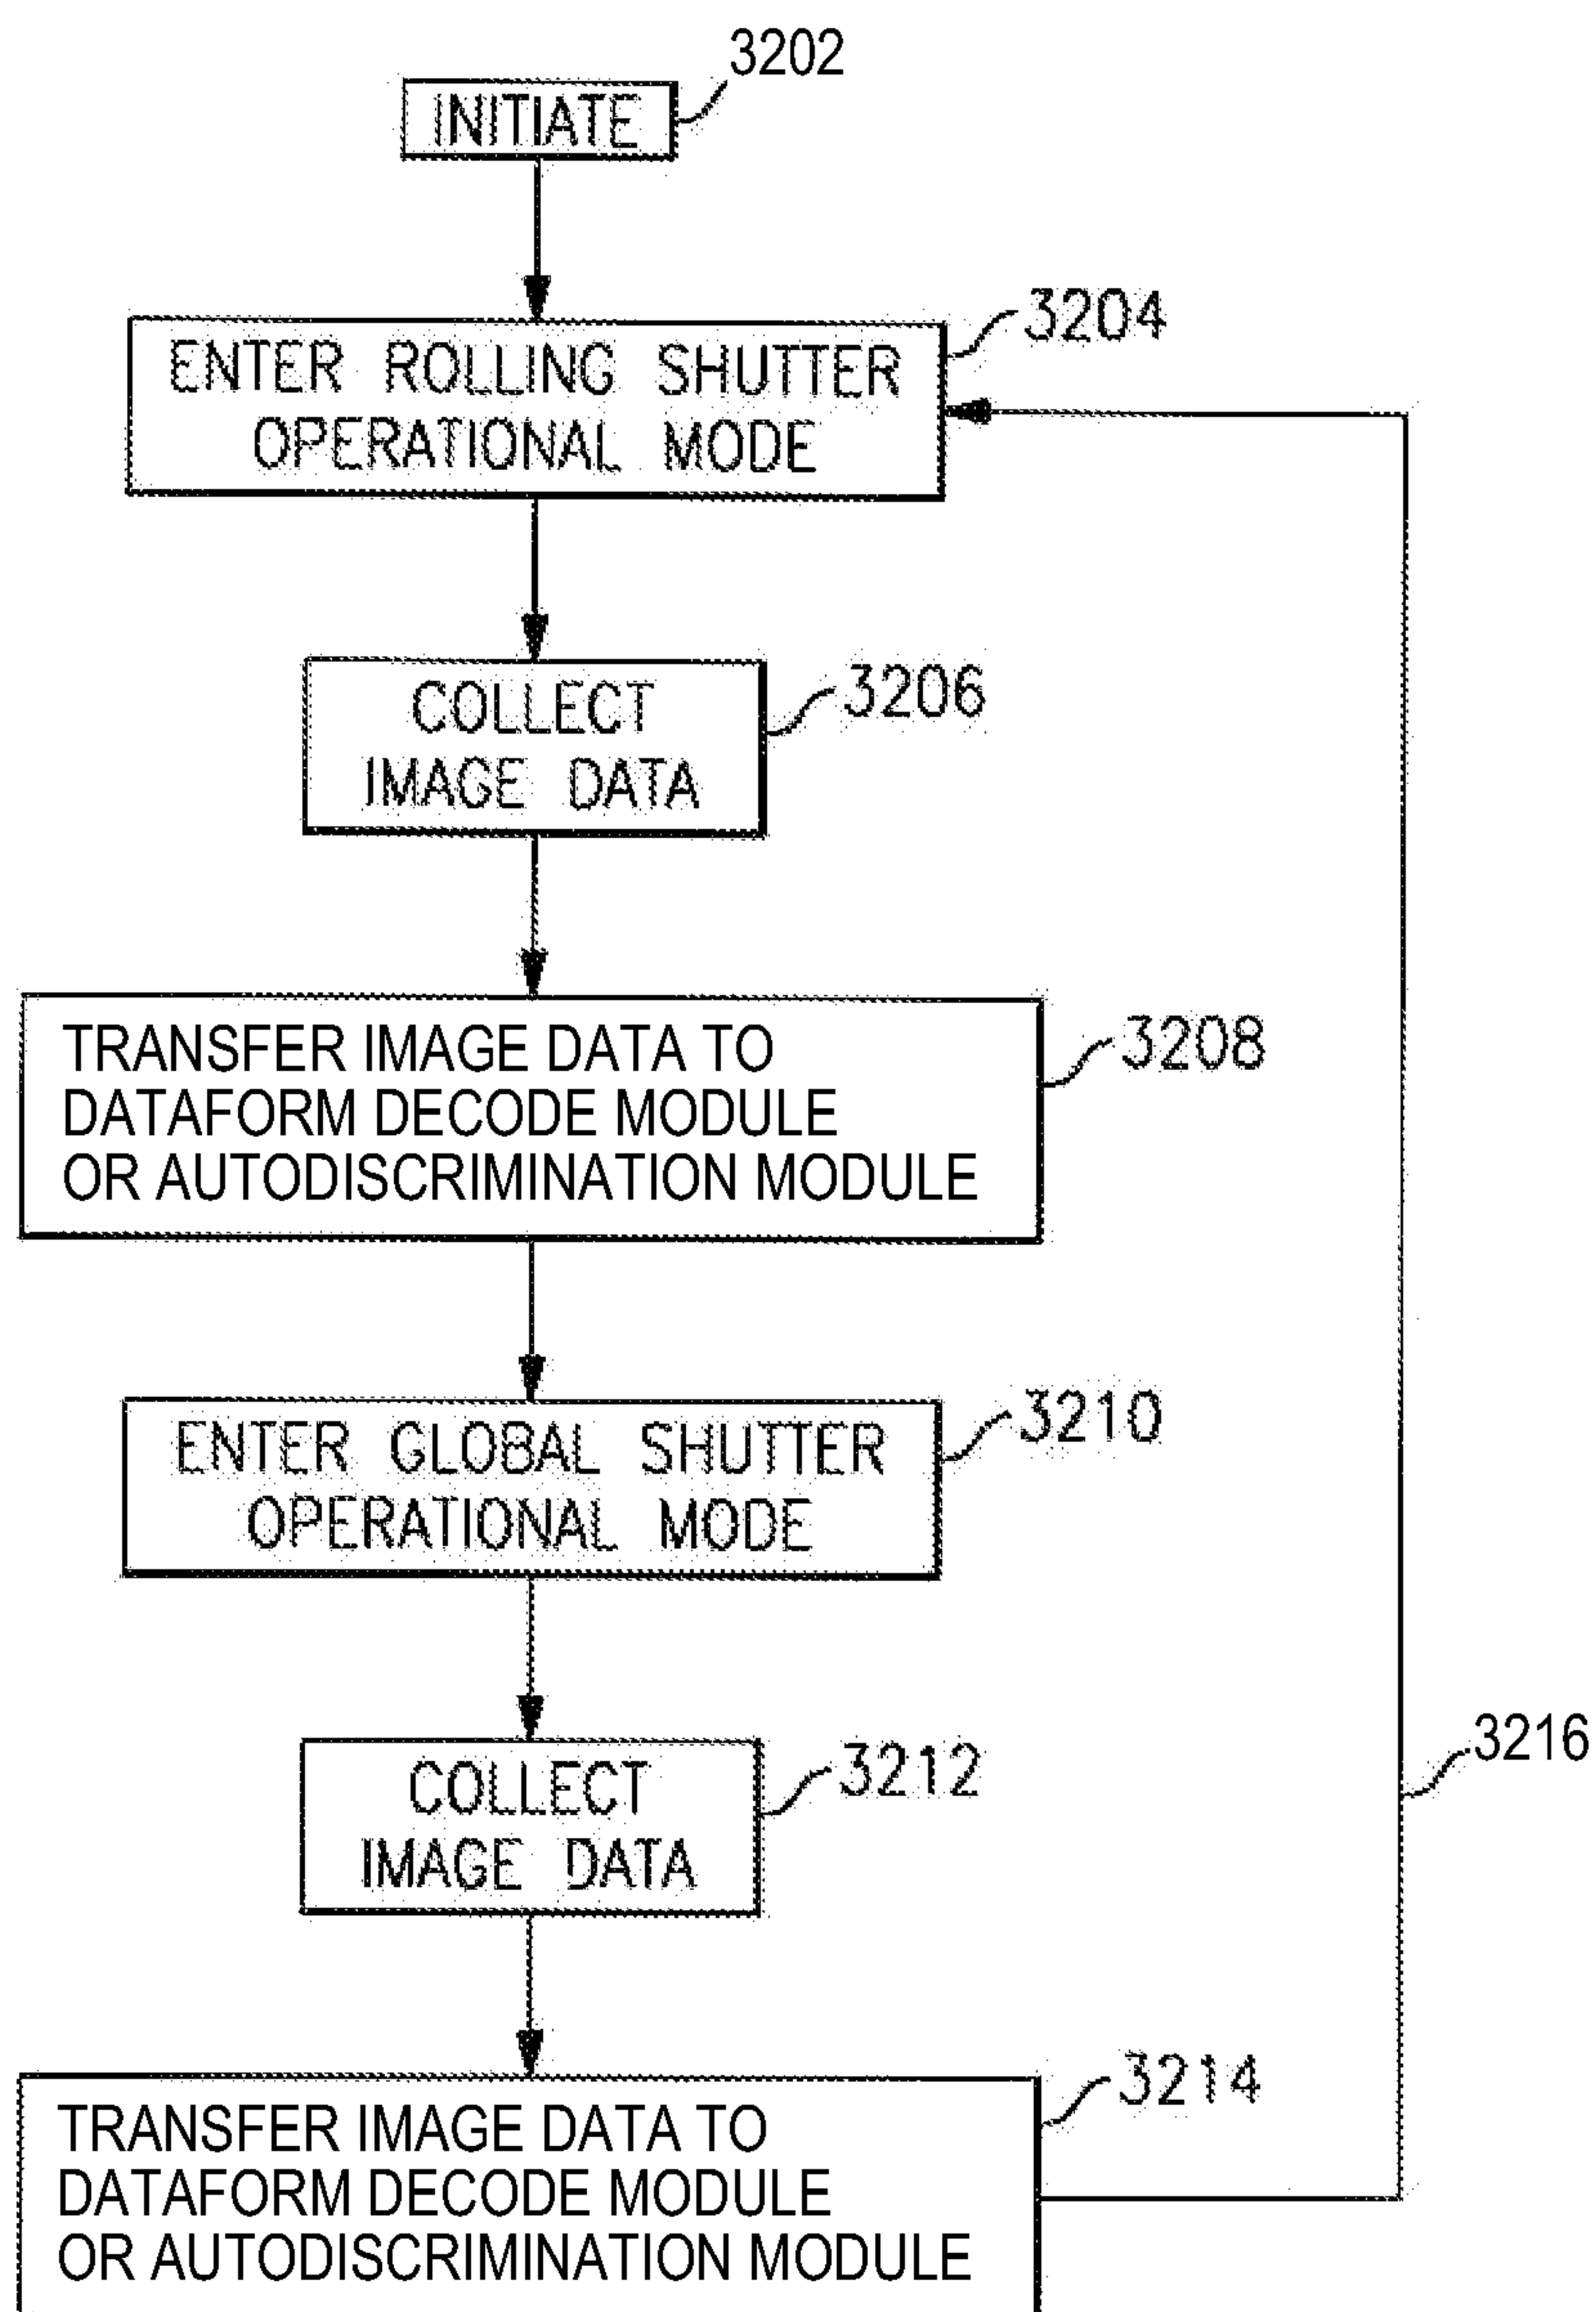 3202
INITIATE
3204
ENTER ROLLING SHUTTER
OPERATIONAL MODE
3206
COLLECT
IMAGE DATA
3208
TRANSFER IMAGE DATA TO
DATAFORM DECODE MODULE
OR AUTODISCRIMINATION MODULE
3210
ENTER GLOBAL SHUTTER
OPERATIONAL MODE
3212
COLLECT
IMAGE DATA
3216
3214
TRANSFER IMAGE DATA TO
DATAFORM DECODE MODULE
OR AUTODISCRIMINATION MODULE